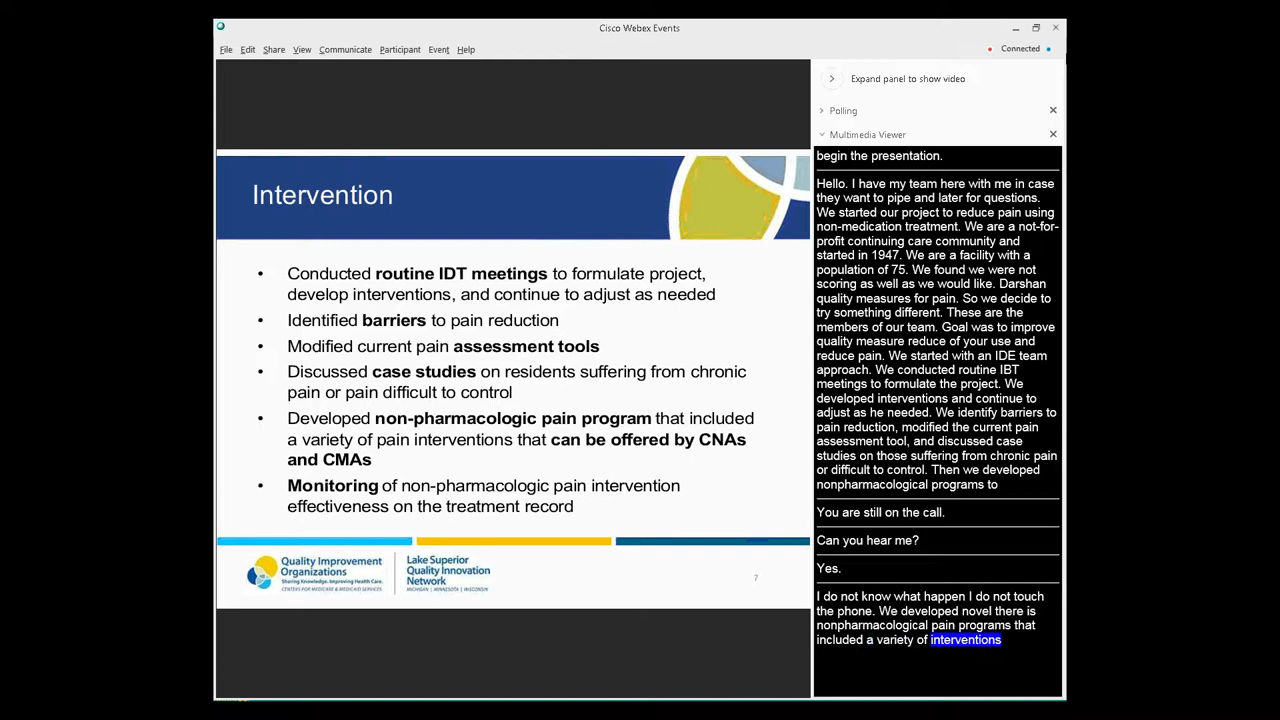 Cisco Webex Events
File Edit Share View Communicate Participant Event Help
Connected
Expand panel to show video
Polling
Multimedia Viewer
Intervention
• Conducted routine IDT meetings to formulate project,
develop interventions, and continue to adjust as needed
• Identified barriers to pain reduction
• Modified current pain assessment tools
• Discussed case studies on residents suffering from chronic
pain or pain difficult to control
• Developed non-pharmacologic pain program that included
a variety of pain interventions that can be offered by CNAs
and CMAs
• Monitoring of non-pharmacologic pain intervention
effectiveness on the treatment record
Quality Improvement
Organizations
Sharing Knowledge. Improving Health Care.
CENTERS FOR MEDICARE & MEDICAID SERVICES
Lake Superior
Quality Innovation
Network
MICHIGAN | MINNESOTA | WISCONSIN
7
begin the presentation.
Hello. I have my team here with me in case
they want to pipe and later for questions.
We started our project to reduce pain using
non-medication treatment. We are a not-for-
profit continuing care community and
started in 1947. We are a facility with a
population of 75. We found we were not
scoring as well as we would like. Darshan
quality measures for pain. So we decide to
try something different. These are the
members of our team. Goal was to improve
quality measure reduce of your use and
reduce pain. We started with an IDE team
approach. We conducted routine IBT
meetings to formulate the project. We
developed interventions and continue to
adjust as he needed. We identify barriers to
pain reduction, modified the current pain
assessment tool, and discussed case
studies on those suffering from chronic pain
or difficult to control. Then we developed
nonpharmacological programs to
You are still on the call.
Can you hear me?
Yes.
I do not know what happen I do not touch
the phone. We developed novel there is
nonpharmacological pain programs that
included a variety of interventions